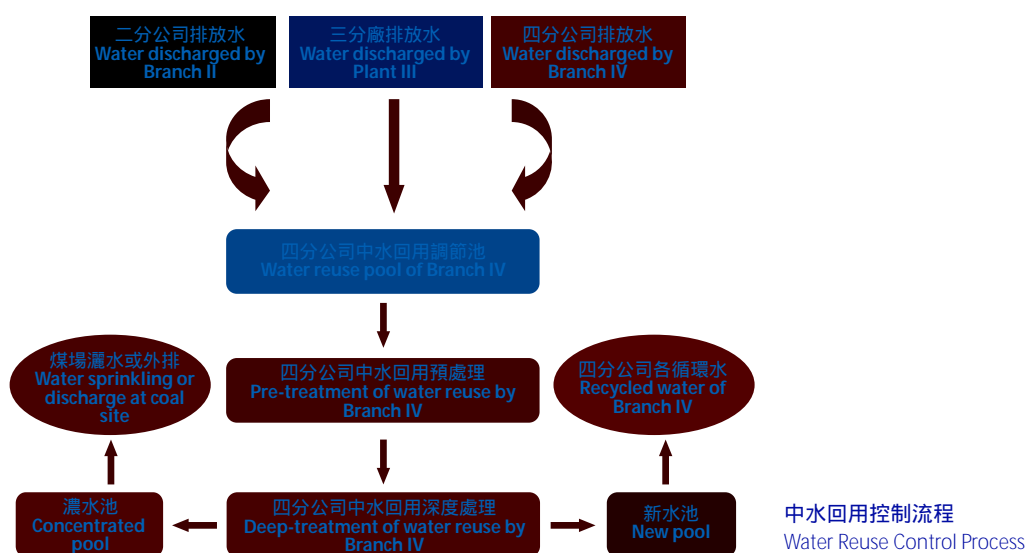 二分公司排放水
Water discharged by
Branch II
三分廠排放水
Water discharged by
Plant III
四分公司排放水
Water discharged by
Branch IV
四分公司中水回用調節池
Water reuse pool of Branch IV
煤場灑水或外排
Water sprinkling or
discharge at coal
site
四分公司中水回用預處理
Pre-treatment of water reuse by
Branch IV
四分公司各循環水
Recycled water of
Branch IV
濃水池
Concentrated
pool
四分公司中水回用深度處理
Deep-treatment of water reuse by
Branch IV
新水池
New pool
中水回用控制流程
Water Reuse Control Process